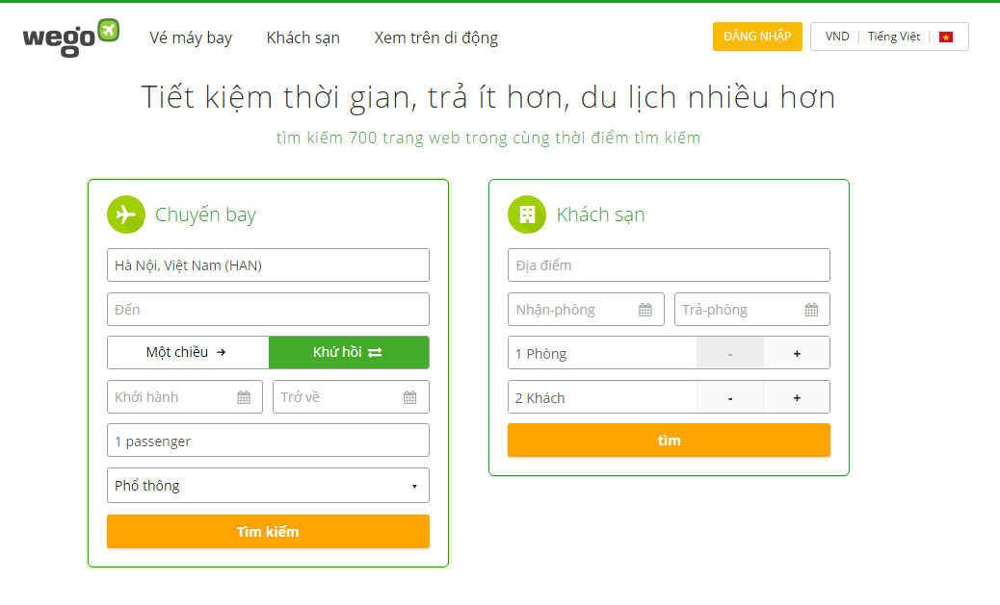 wego
Vé máy bay
Khách sạn
Xem trên di động
ĐĂNG NHẬP
VND | Tiếng Việt |
Tiết kiệm thời gian, trả ít hơn, du lịch nhiều hơn
tìm kiếm 700 trang web trong cùng thời điểm tìm kiếm
Chuyến bay
Hà Nội, Việt Nam (HAN)
Đến
Một chiều →
Khứ hồi ⇄
Khởi hành
Trở về
1 passenger
Phổ thông
Tìm kiếm
Khách sạn
Địa điểm
Nhận-phòng
Trả-phòng
1 Phòng - +
2 Khách - +
tìm